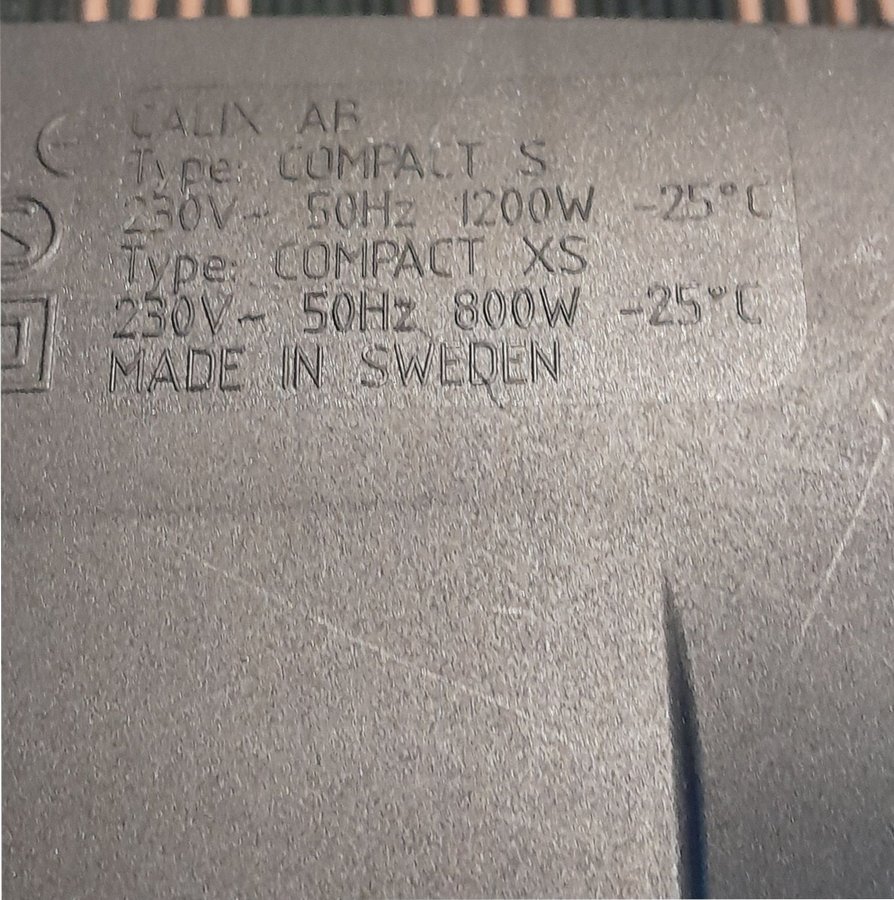 CALIX AB
Type: COMPACT S
230V~ 50Hz 1200W -25°C
Type: COMPACT XS
230V~ 50Hz 800W -25°C
MADE IN SWEDEN